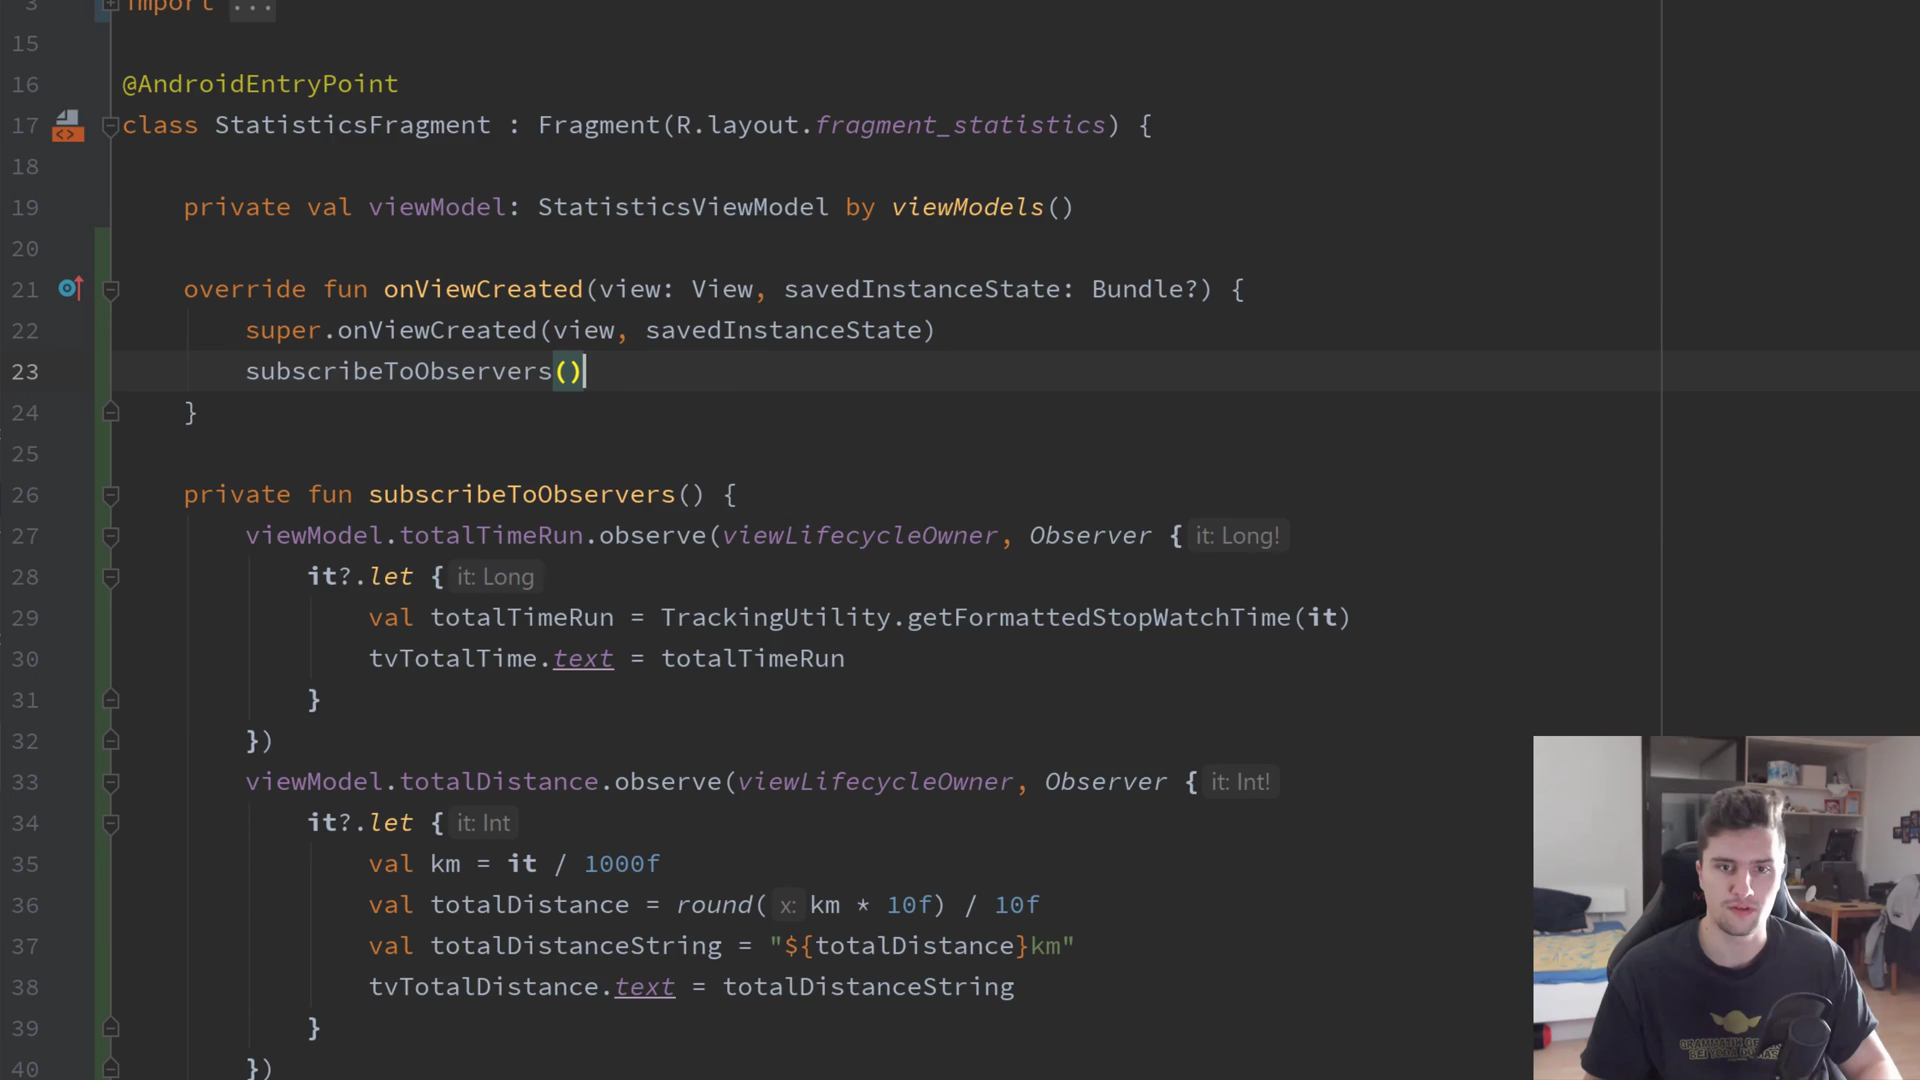 3 import ...
15
16 @AndroidEntryPoint
17 class StatisticsFragment : Fragment(R.layout.fragment_statistics) {
18
19 private val viewModel: StatisticsViewModel by viewModels()
20
21 override fun onViewCreated(view: View, savedInstanceState: Bundle?) {
22 super.onViewCreated(view, savedInstanceState)
23 subscribeToObservers()
24 }
25
26 private fun subscribeToObservers() {
27 viewModel.totalTimeRun.observe(viewLifecycleOwner, Observer { it: Long!
28 it?.let { it: Long
29 val totalTimeRun = TrackingUtility.getFormattedStopWatchTime(it)
30 tvTotalTime.text = totalTimeRun
31 }
32 })
33 viewModel.totalDistance.observe(viewLifecycleOwner, Observer { it: Int!
34 it?.let { it: Int
35 val km = it / 1000f
36 val totalDistance = round( x: km * 10f) / 10f
37 val totalDistanceString = "${totalDistance}km"
38 tvTotalDistance.text = totalDistanceString
39 }
40 })